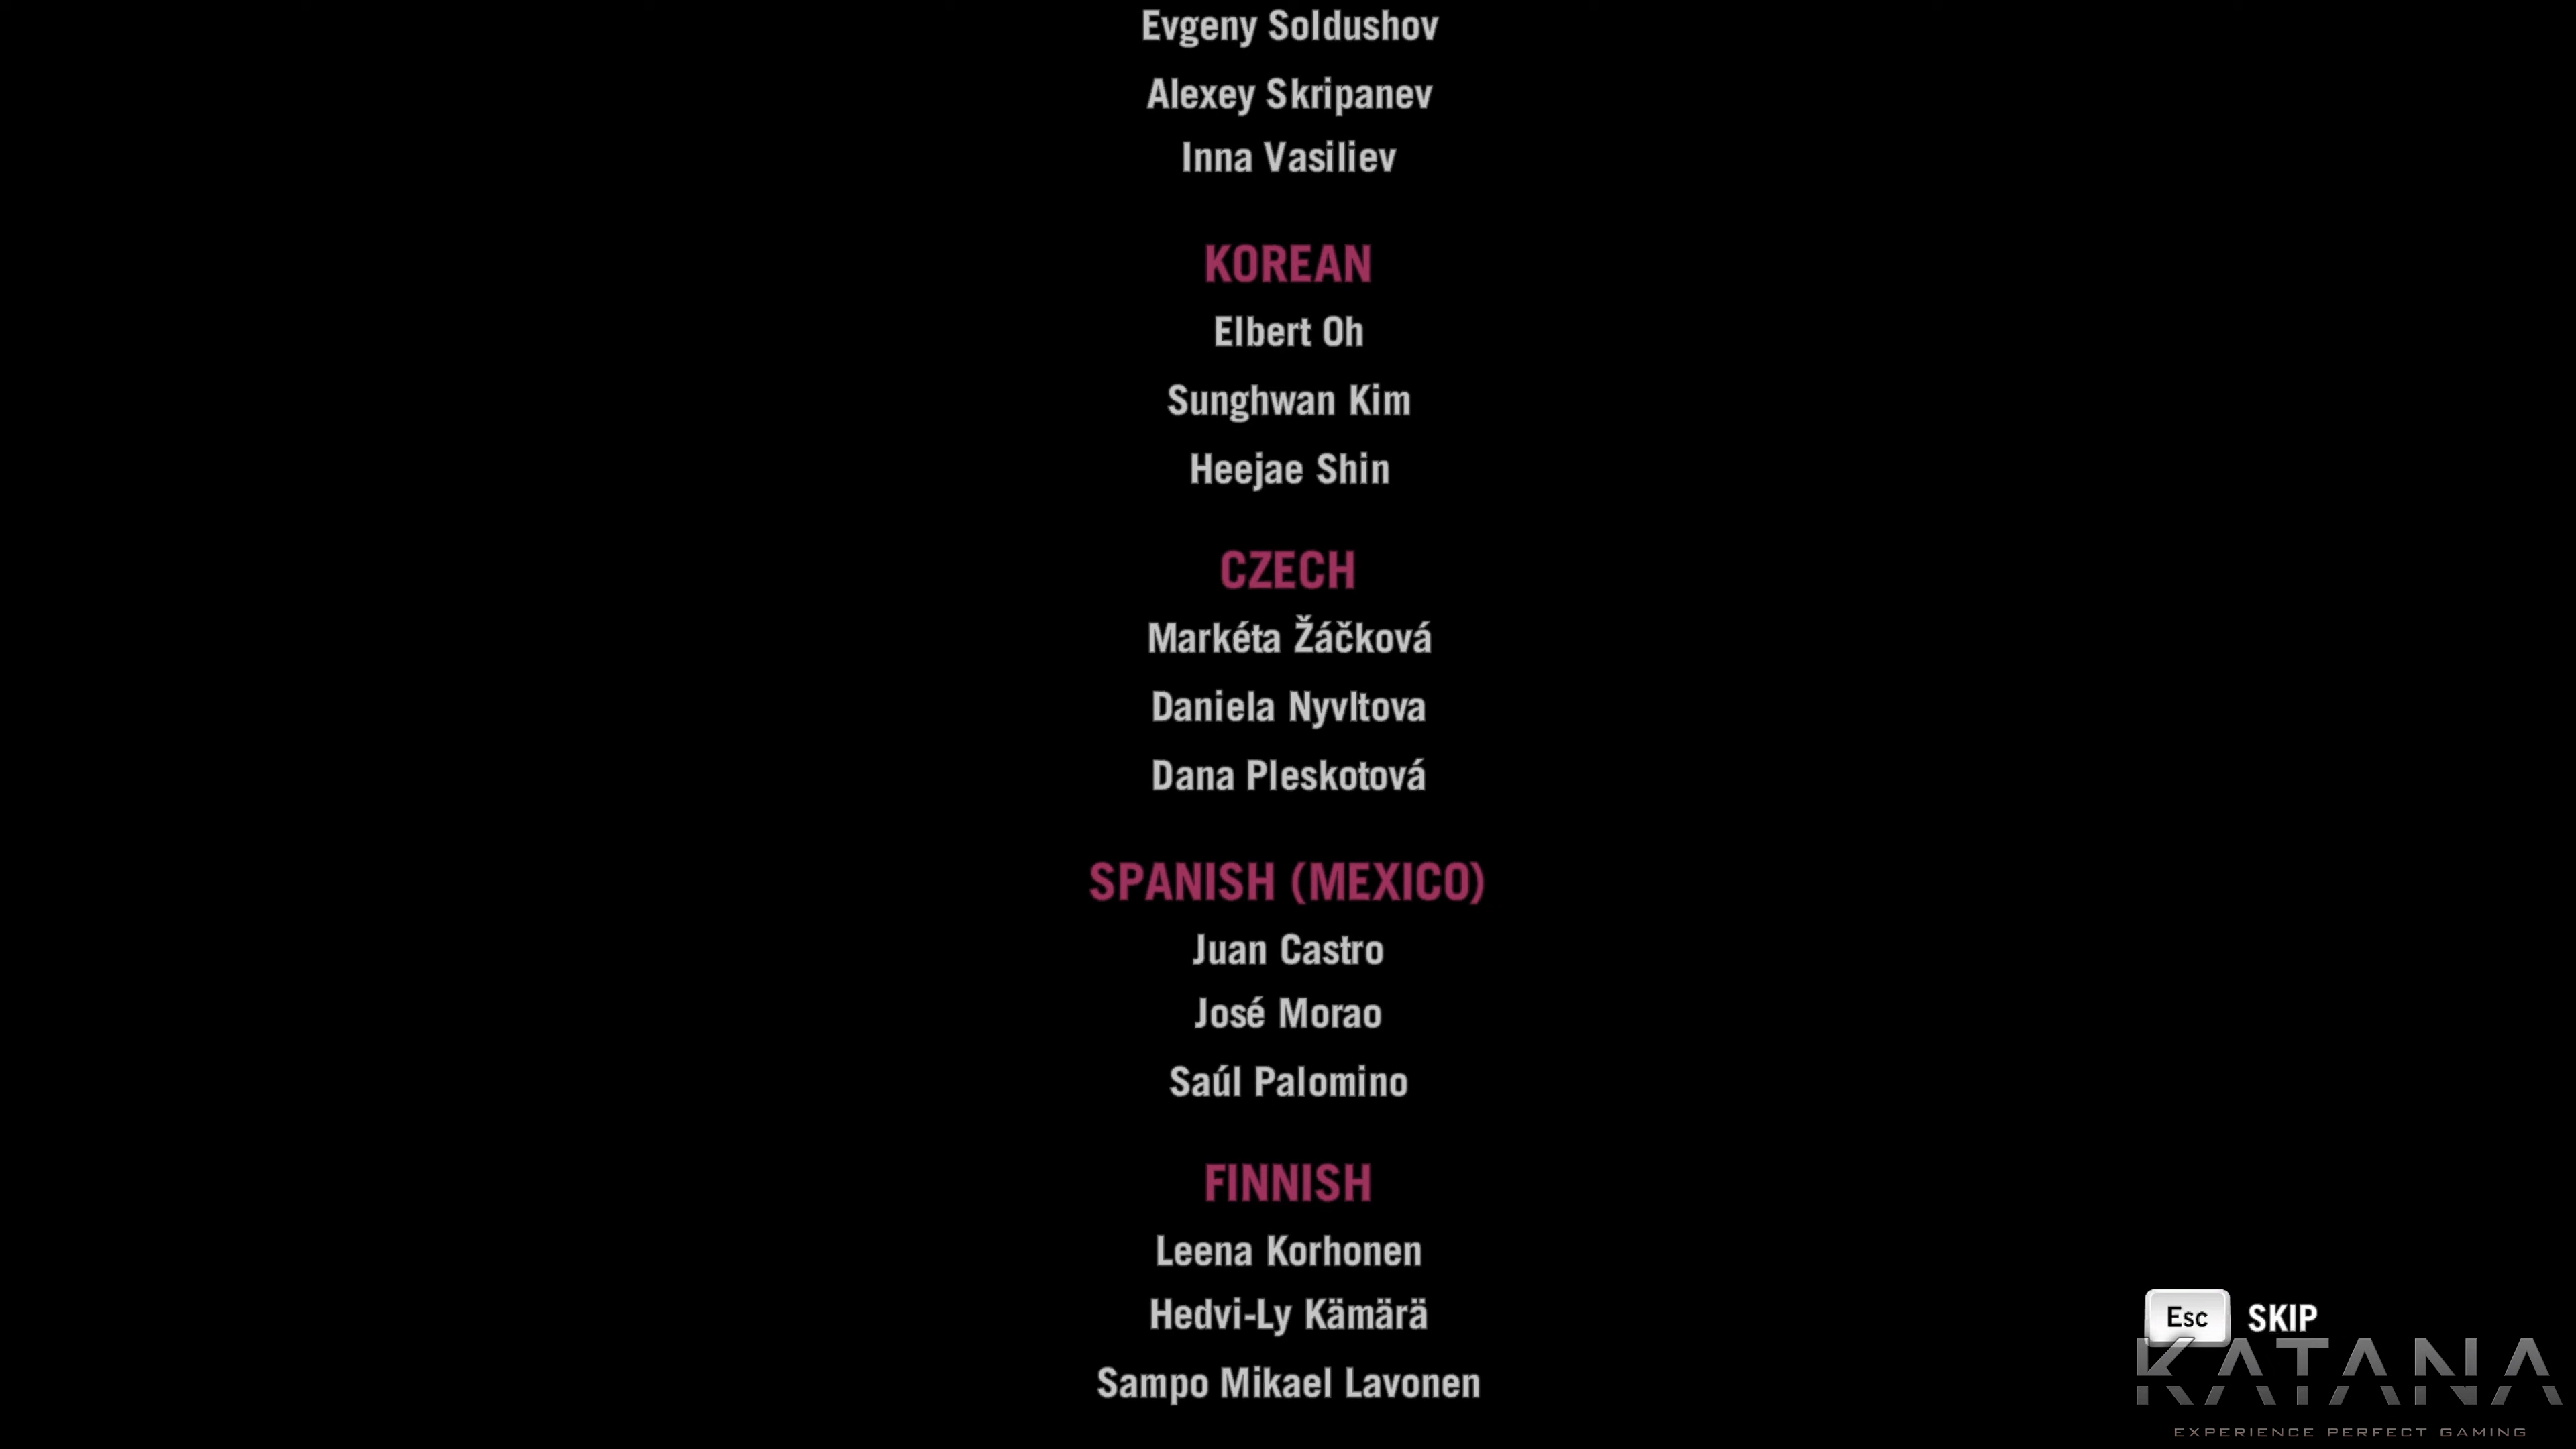 Evgeny Soldushov
Alexey Skripanev
Inna Vasiliev
KOREAN
Elbert Oh
Sunghwan Kim
Heejae Shin
CZECH
Markéta Žáčková
Daniela Nyvltova
Dana Pleskotová
SPANISH (MEXICO)
Juan Castro
José Morao
Saúl Palomino
FINNISH
Leena Korhonen
Hedvi-Ly Kämärä
Sampo Mikael Lavonen
Esc SKIP
KATANA
EXPERIENCE PERFECT GAMING